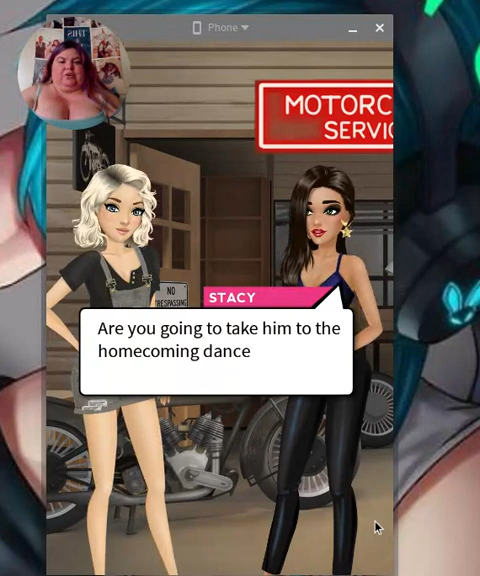 Phone
MOTORC
SERVIC
NO
TRESPASSING
STACY
Are you going to take him to the
homecoming dance